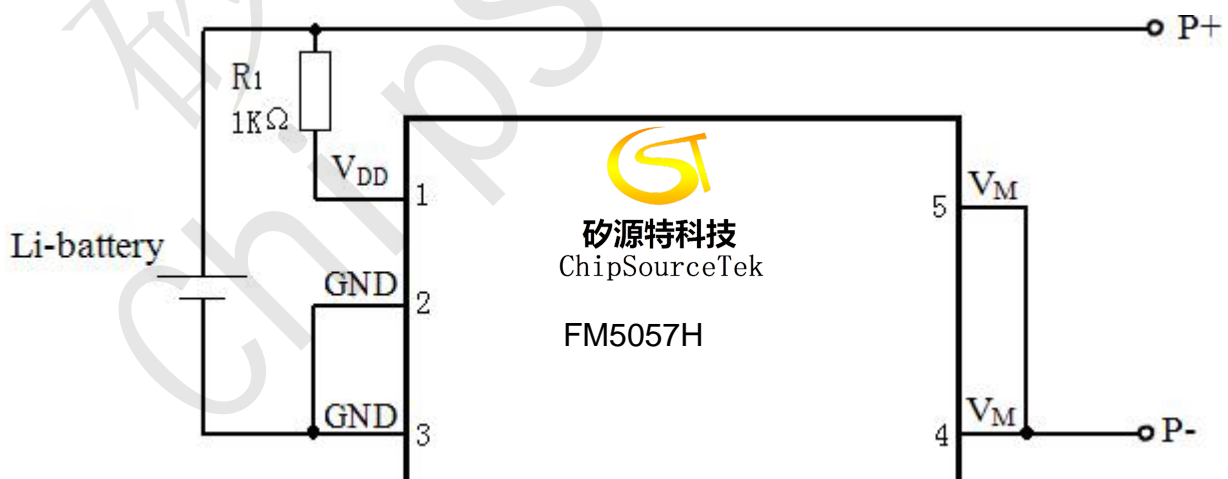 P+
R1
1KΩ
VDD
1
VM
5
Li-battery
矽源特科技
ChipSourceTek
GND
2
FM5057H
GND
3
VM
4
P-
Chips